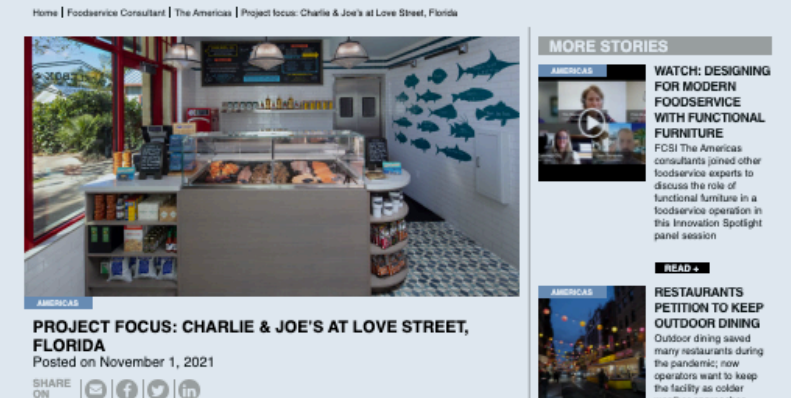 Home | Foodservice Consultant | The Americas | Project focus: Charlie & Joe's at Love Street, Florida
AMERICAS
PROJECT FOCUS: CHARLIE & JOE'S AT LOVE STREET,
FLORIDA
Posted on November 1, 2021
SHARE
ON
MORE STORIES
AMERICAS
WATCH: DESIGNING
FOR MODERN
FOODSERVICE
WITH FUNCTIONAL
FURNITURE
FCSI The Americas
consultants joined other
foodservice experts to
discuss the role of
functional furniture in a
foodservice operation in
this Innovation Spotlight
panel session
READ +
AMERICAS
RESTAURANTS
PETITION TO KEEP
OUTDOOR DINING
Outdoor dining saved
many restaurants during
the pandemic; now
operators want to keep
the facility as colder